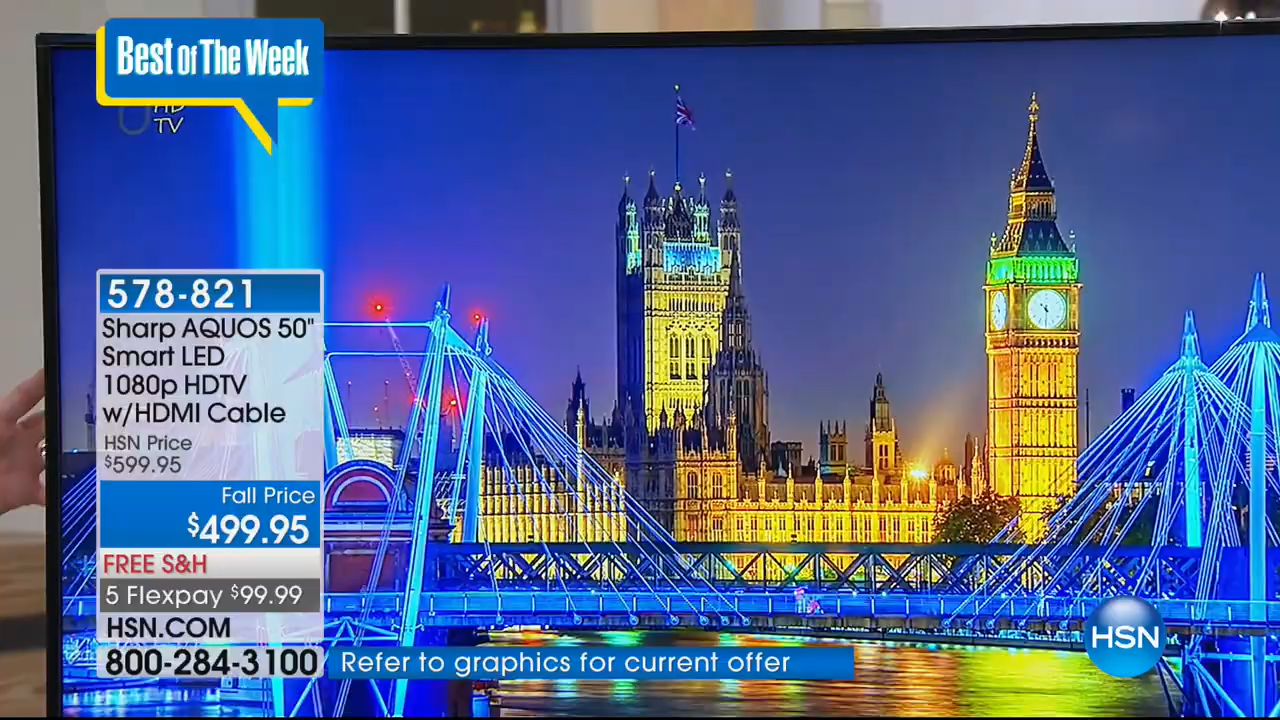 Best of The Week
HD
TV
578-821
Sharp AQUOS 50"
Smart LED
1080p HDTV
w/HDMI Cable
HSN Price
$599.95
Fall Price
$499.95
FREE S&H
5 Flexpay $99.99
HSN.COM
800-284-3100
Refer to graphics for current offer
HSN